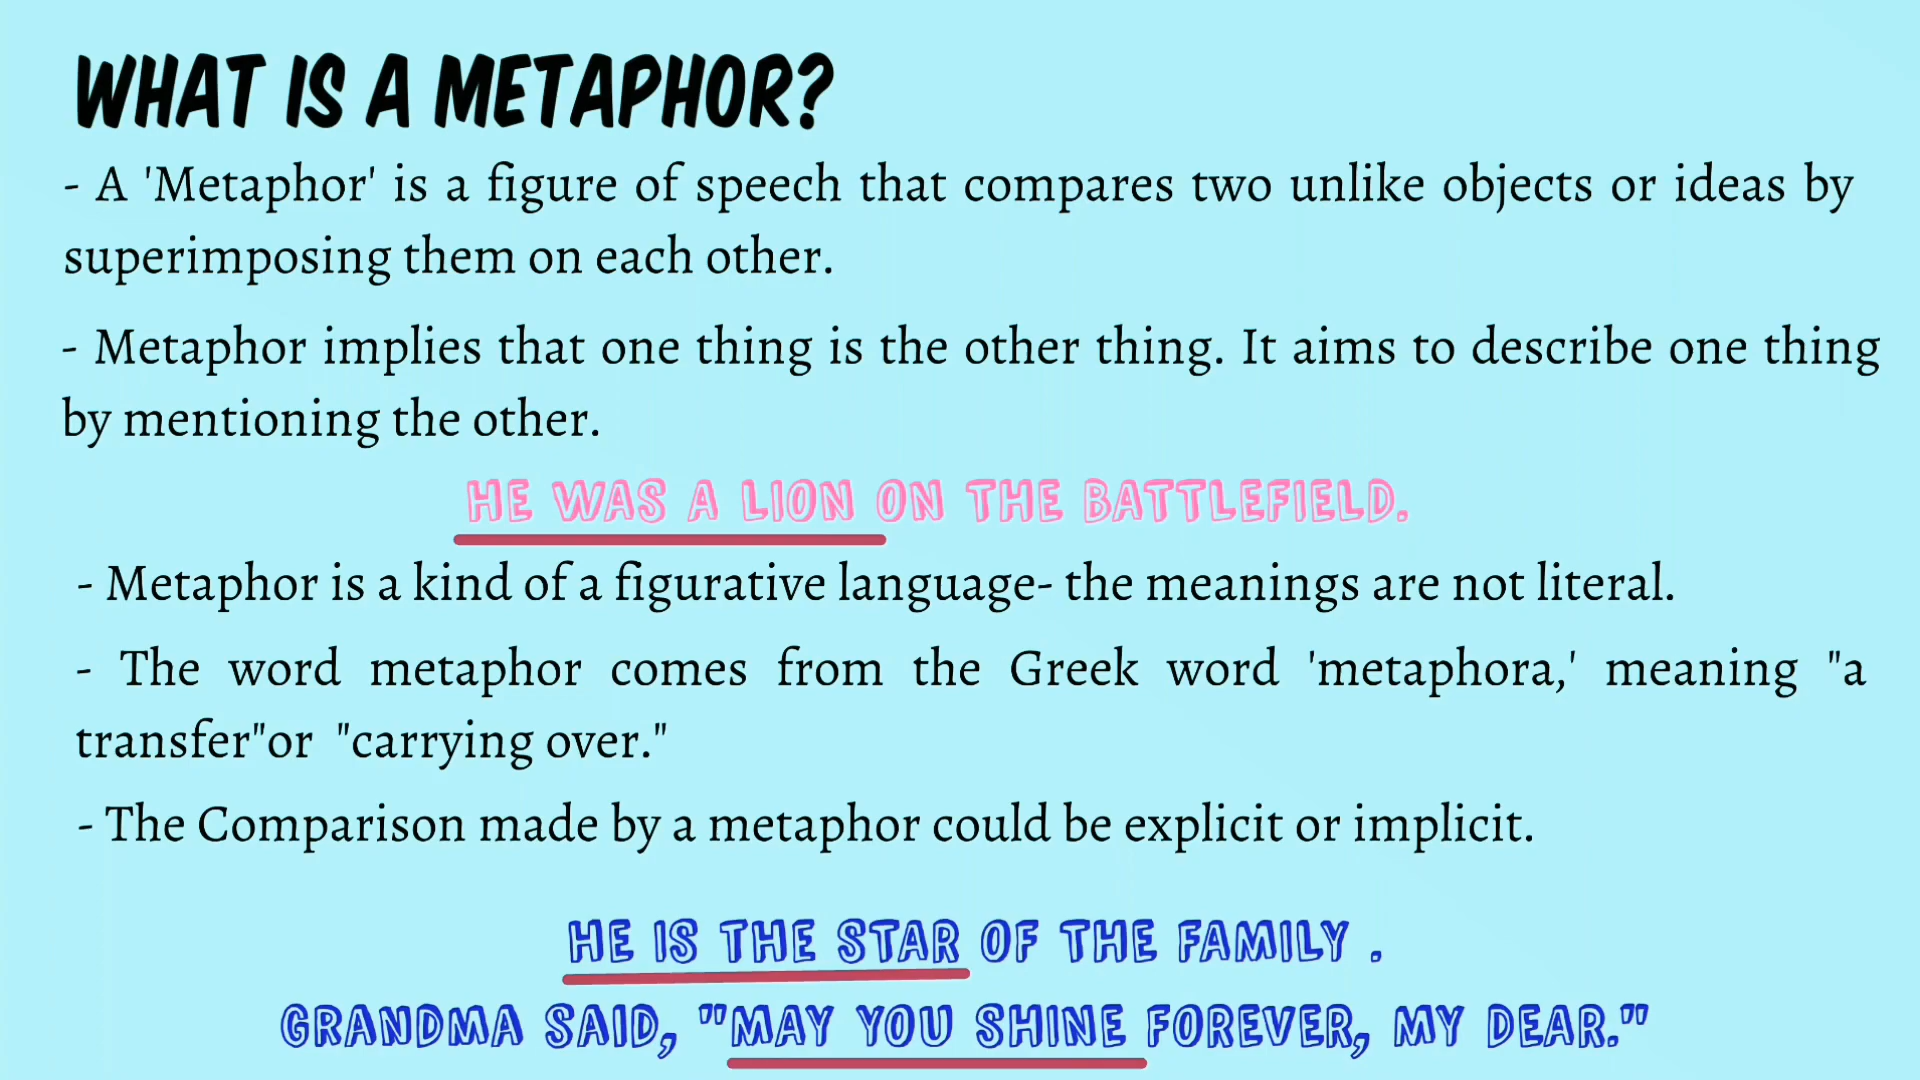 WHAT IS A METAPHOR?
- A 'Metaphor' is a figure of speech that compares two unlike objects or ideas by
superimposing them on each other.
- Metaphor implies that one thing is the other thing. It aims to describe one thing
by mentioning the other.
HE WAS A LION ON THE BATTLEFIELD.
- Metaphor is a kind of a figurative language- the meanings are not literal.
- The word metaphor comes from the Greek word 'metaphora,' meaning "a
transfer"or "carrying over."
- The Comparison made by a metaphor could be explicit or implicit.
HE IS THE STAR OF THE FAMILY .
GRANDMA SAID, "MAY YOU SHINE FOREVER, MY DEAR."